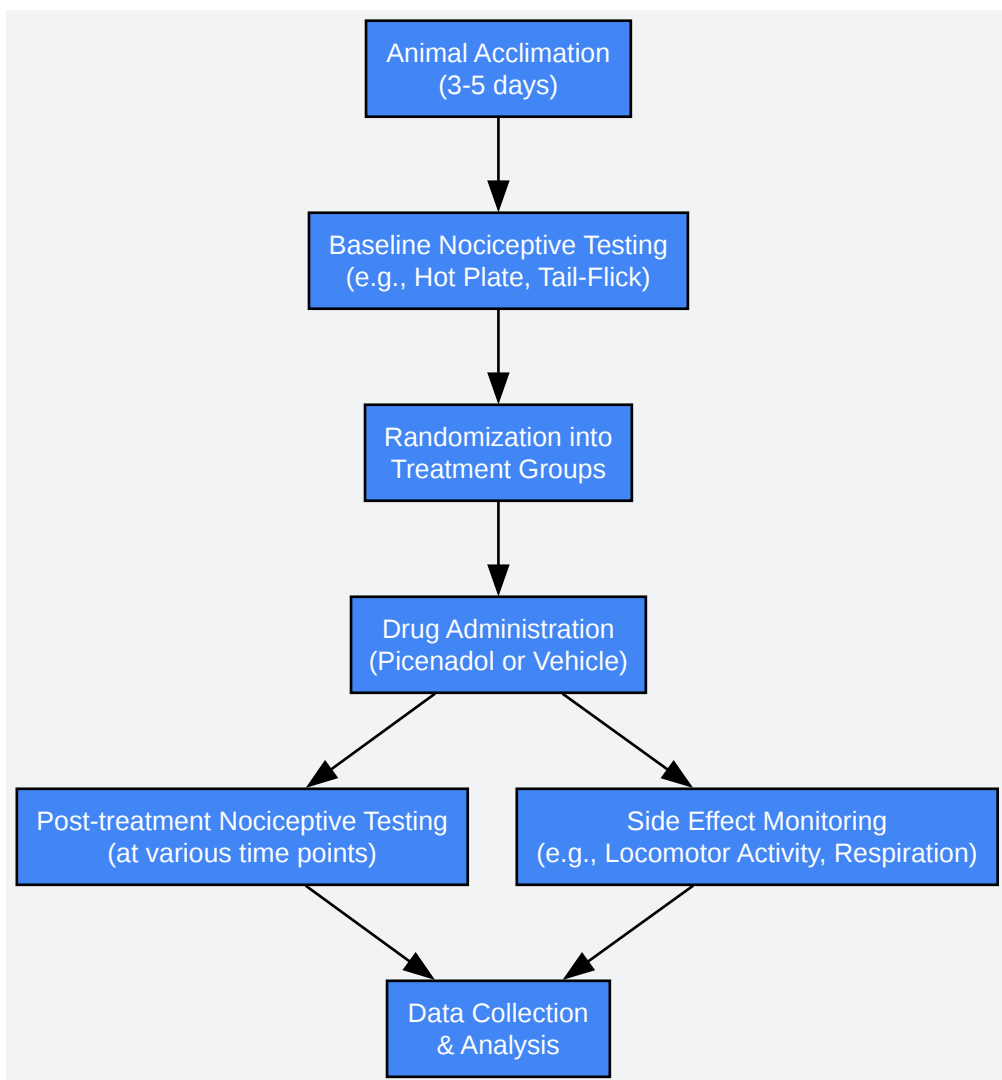 Animal Acclimation
(3-5 days)
Baseline Nociceptive Testing
(e.g., Hot Plate, Tail-Flick)
Randomization into
Treatment Groups
Drug Administration
(Picenadol or Vehicle)
Post-treatment Nociceptive Testing
(at various time points)
Side Effect Monitoring
(e.g., Locomotor Activity, Respiration)
Data Collection
& Analysis